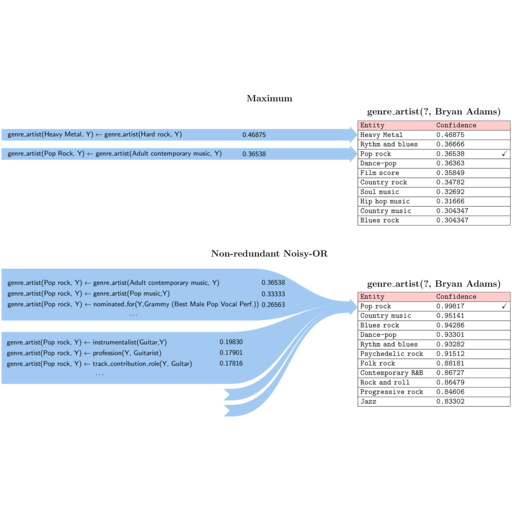 Maximum
genre_artist(Heavy Metal, Y) ← genre_artist(Hard rock, Y) 0.46875
genre_artist(Pop Rock, Y) ← genre_artist(Adult contemporary music, Y) 0.36538
genre_artist(?, Bryan Adams)
Entity Confidence
Heavy Metal 0.46875
Rythm and blues 0.36666
Pop rock 0.36538 ✓
Dance-pop 0.36363
Film score 0.35849
Country rock 0.34782
Soul music 0.32692
Hip hop music 0.31666
Country music 0.304347
Blues rock 0.304347
Non-redundant Noisy-OR
genre_artist(Pop rock, Y) ← genre_artist(Adult contemporary music, Y) 0.36538
genre_artist(Pop rock, Y) ← genre_artist(Pop music,Y) 0.33333
genre_artist(Pop rock, Y) ← nominated_for(Y,Grammy (Best Male Pop Vocal Perf.)) 0.26563
...
genre_artist(Pop rock, Y) ← instrumentalist(Guitar,Y) 0.19830
genre_artist(Pop rock, Y) ← profession(Y, Guitarist) 0.17901
genre_artist(Pop rock, Y) ← track_contribution_role(Y, Guitar) 0.17816
...
genre_artist(?, Bryan Adams)
Entity Confidence
Pop rock 0.99817 ✓
Country music 0.95141
Blues rock 0.94286
Dance-pop 0.93301
Rythm and blues 0.93282
Psychedelic rock 0.91512
Folk rock 0.88181
Contemporary R&B 0.86727
Rock and roll 0.86479
Progressive rock 0.84606
Jazz 0.83302